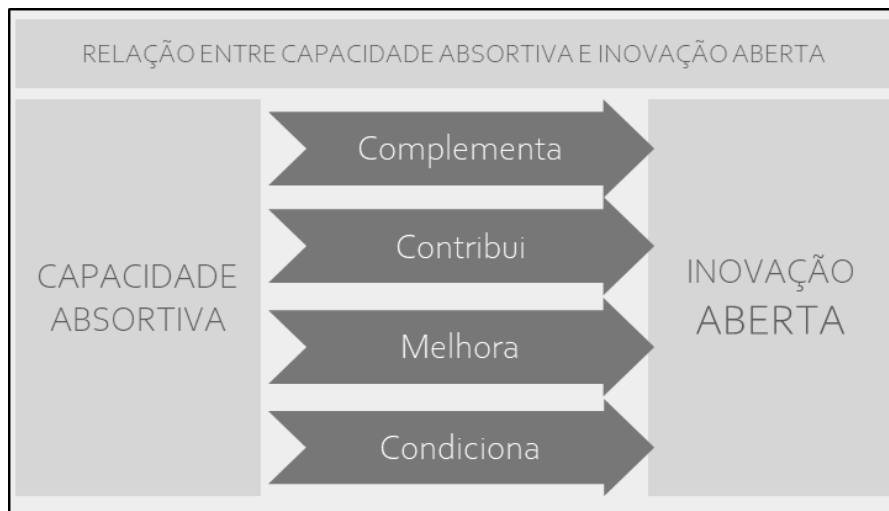 RELAÇÃO ENTRE CAPACIDADE ABSORTIVA E INOVAÇÃO ABERTA
CAPACIDADE
ABSORTIVA
Complementa
Contribui
Melhora
Condiciona
INOVAÇÃO
ABERTA